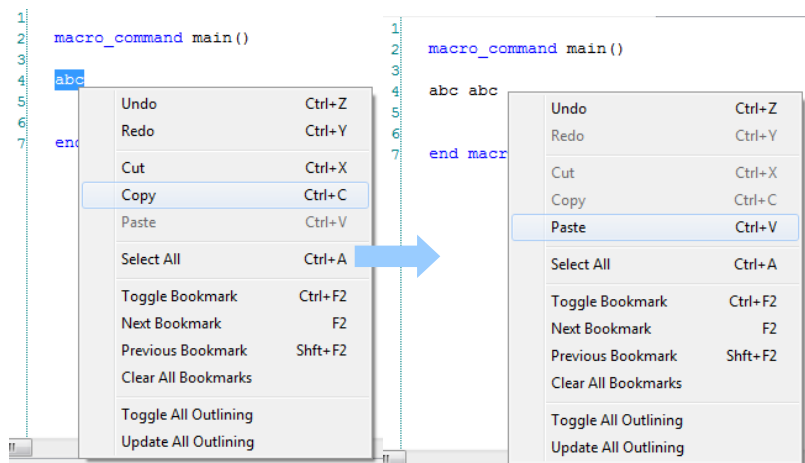 1
2 macro_command main()
3
4 abc
5
6
7 end
Undo Ctrl+Z
Redo Ctrl+Y
Cut Ctrl+X
Copy Ctrl+C
Paste Ctrl+V
Select All Ctrl+A
Toggle Bookmark Ctrl+F2
Next Bookmark F2
Previous Bookmark Shft+F2
Clear All Bookmarks
Toggle All Outlining
Update All Outlining
1
2 macro_command main()
3
4 abc abc
5
6
7 end macr
Undo Ctrl+Z
Redo Ctrl+Y
Cut Ctrl+X
Copy Ctrl+C
Paste Ctrl+V
Select All Ctrl+A
Toggle Bookmark Ctrl+F2
Next Bookmark F2
Previous Bookmark Shft+F2
Clear All Bookmarks
Toggle All Outlining
Update All Outlining